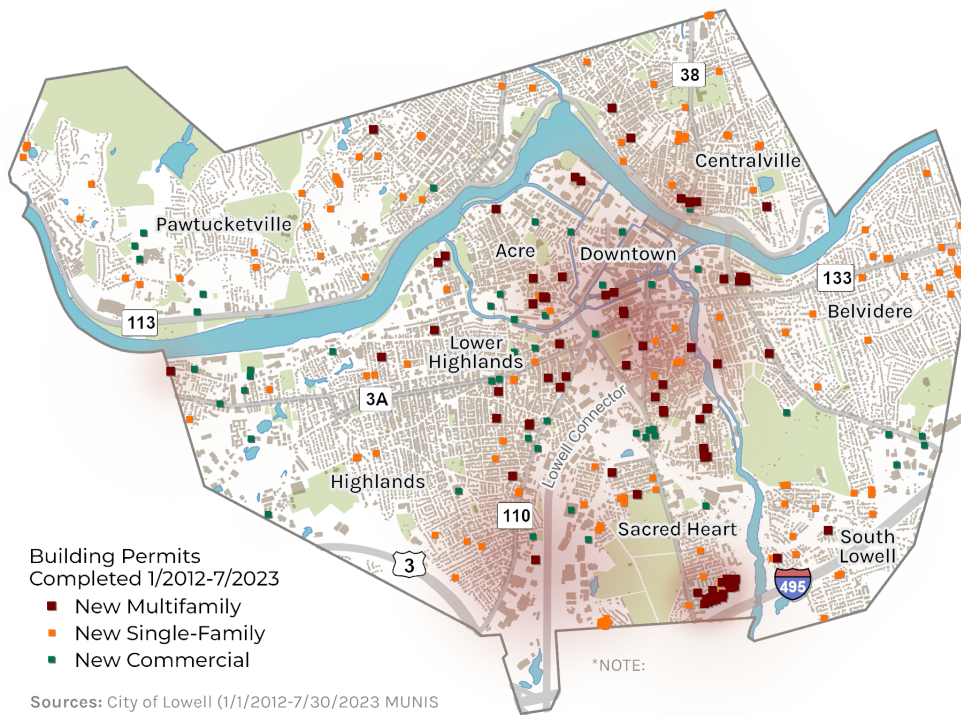 38
Centralville
Pawtucketville
Acre
Downtown
133
Belvidere
113
Lower
Highlands
3A
Lowell Connector
Highlands
110
Sacred Heart
South
Lowell
3
495
Building Permits
Completed 1/2012-7/2023
New Multifamily
New Single-Family
New Commercial
*NOTE:
Sources: City of Lowell (1/1/2012-7/30/2023 MUNIS